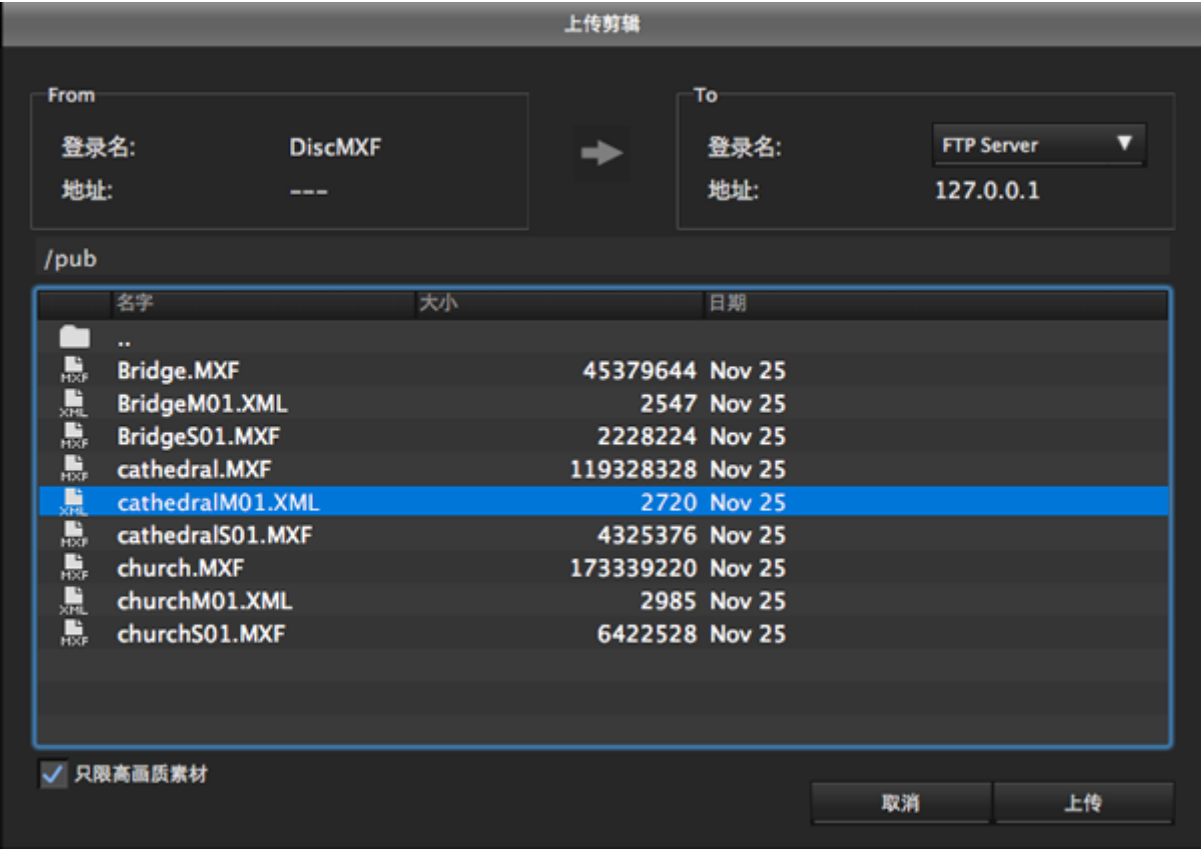 上传剪辑
From
登录名: DiscMXF
地址: ---
To
登录名: FTP Server
地址: 127.0.0.1
/pub
名字 大小 日期
..
MXF Bridge.MXF 45379644 Nov 25
XML BridgeM01.XML 2547 Nov 25
MXF BridgeS01.MXF 2228224 Nov 25
MXF cathedral.MXF 119328328 Nov 25
XML cathedralM01.XML 2720 Nov 25
MXF cathedralS01.MXF 4325376 Nov 25
MXF church.MXF 173339220 Nov 25
XML churchM01.XML 2985 Nov 25
MXF churchS01.MXF 6422528 Nov 25
只限高画质素材
取消 上传